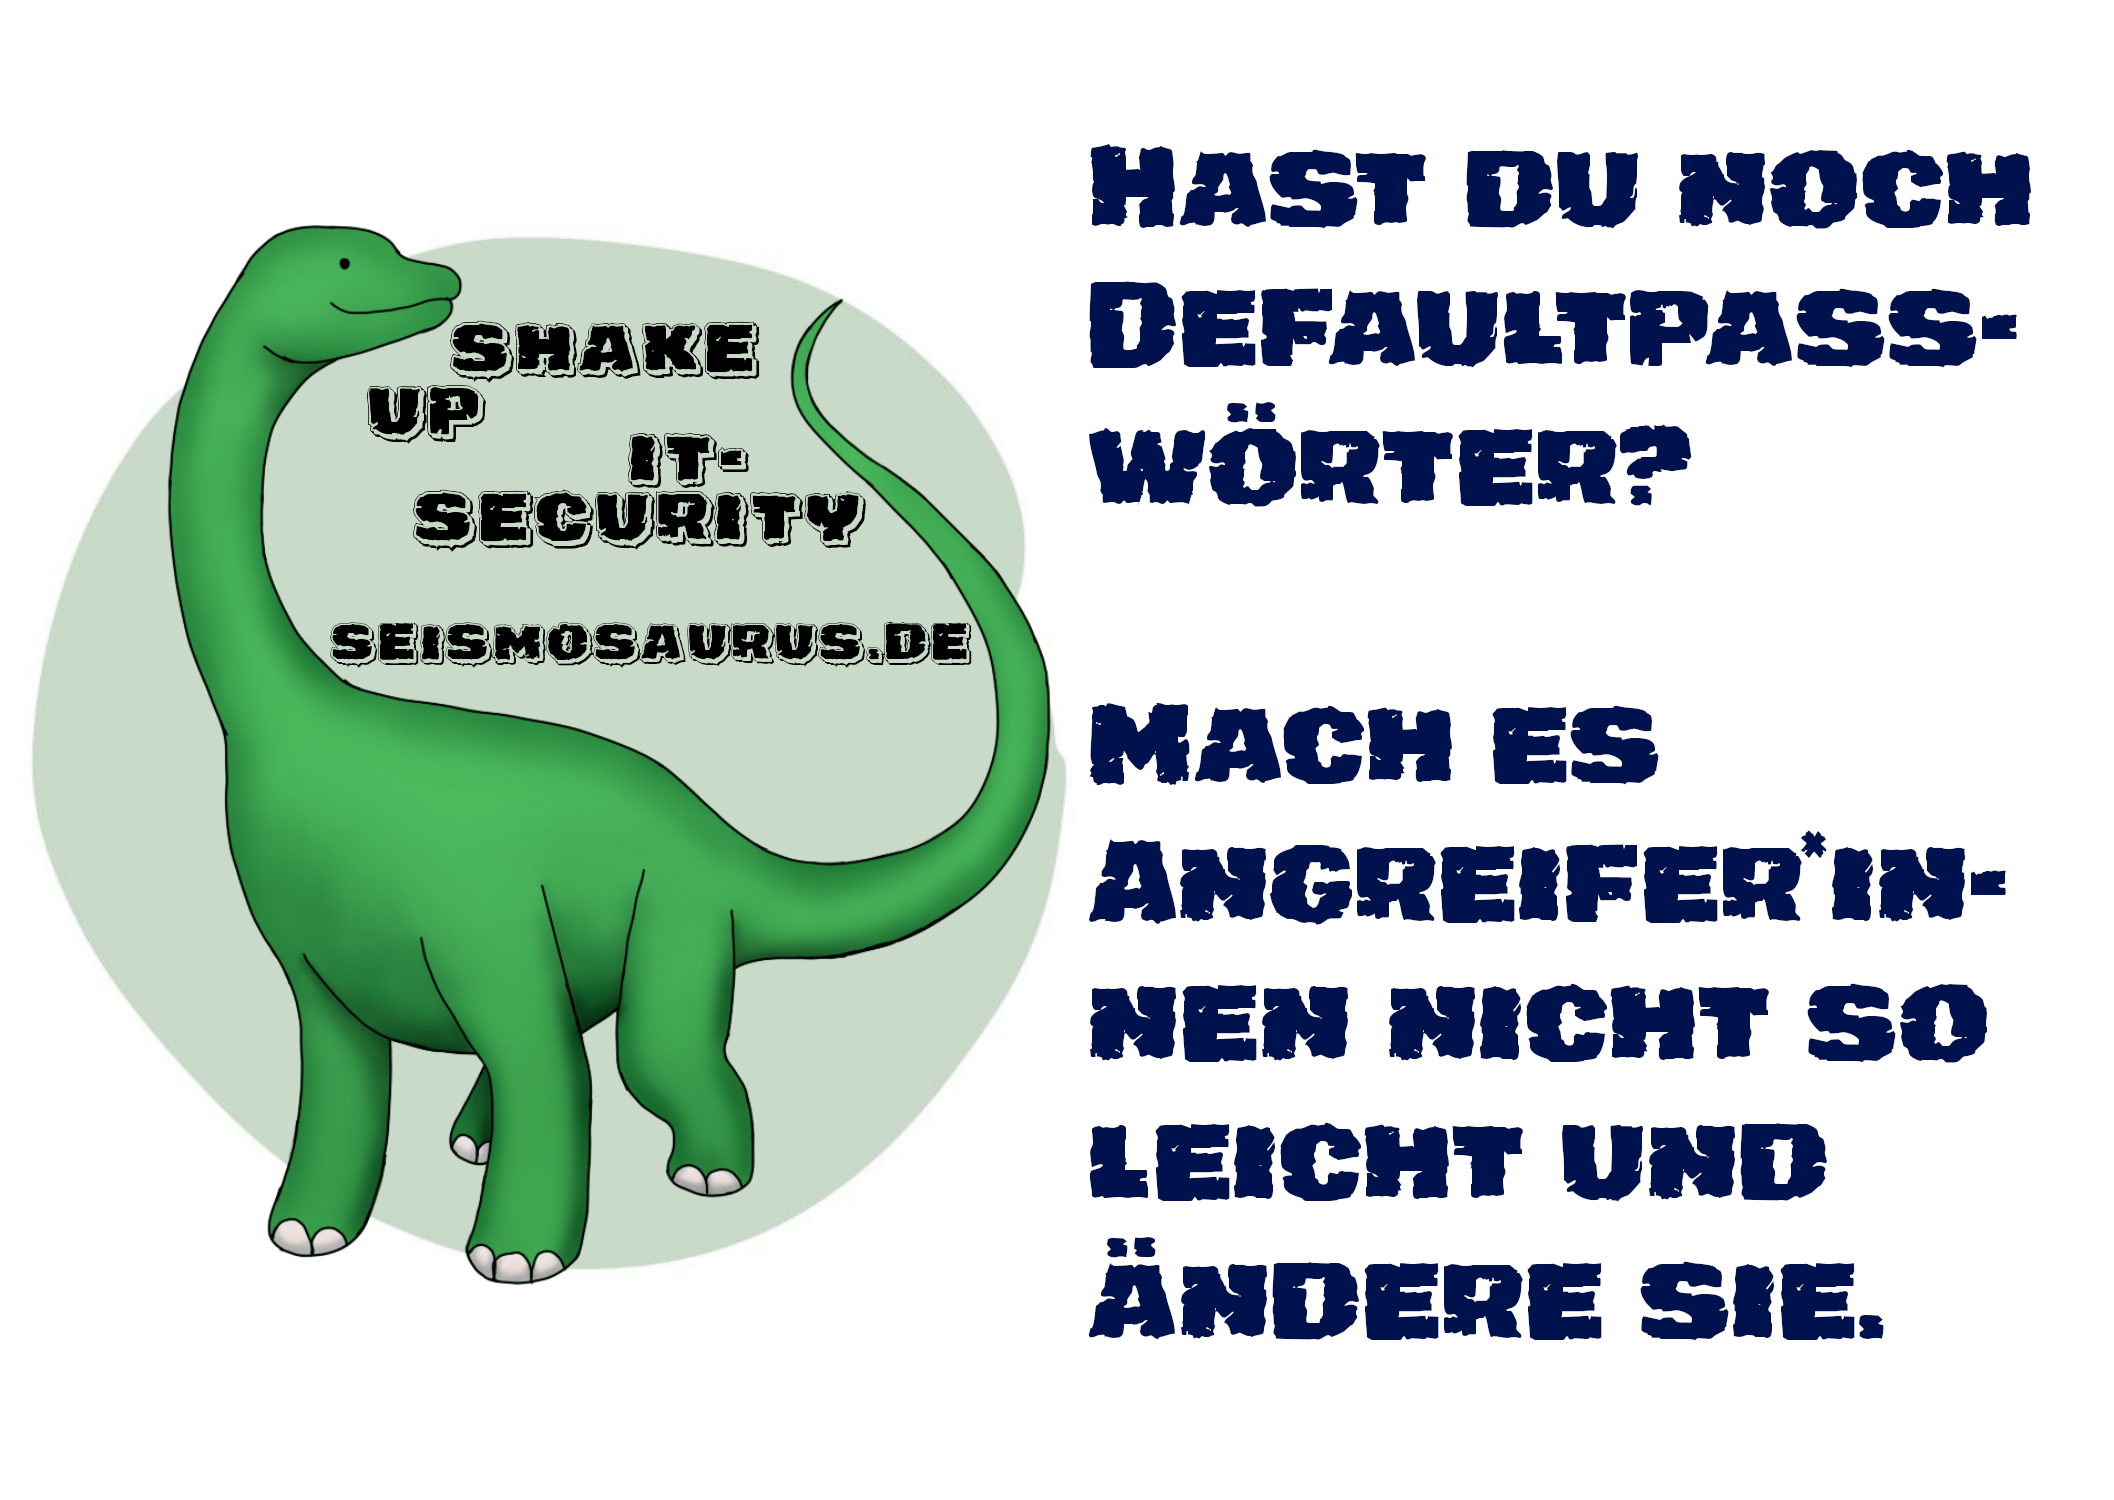 SHAKE
UP
IT-
SECURITY
SEISMOSAURUS.DE
HAST DU NOCH
DEFAULTPASS-
WÖRTER?
MACH ES
ANGREIFER*IN-
NEN NICHT SO
LEICHT UND
ÄNDERE SIE.